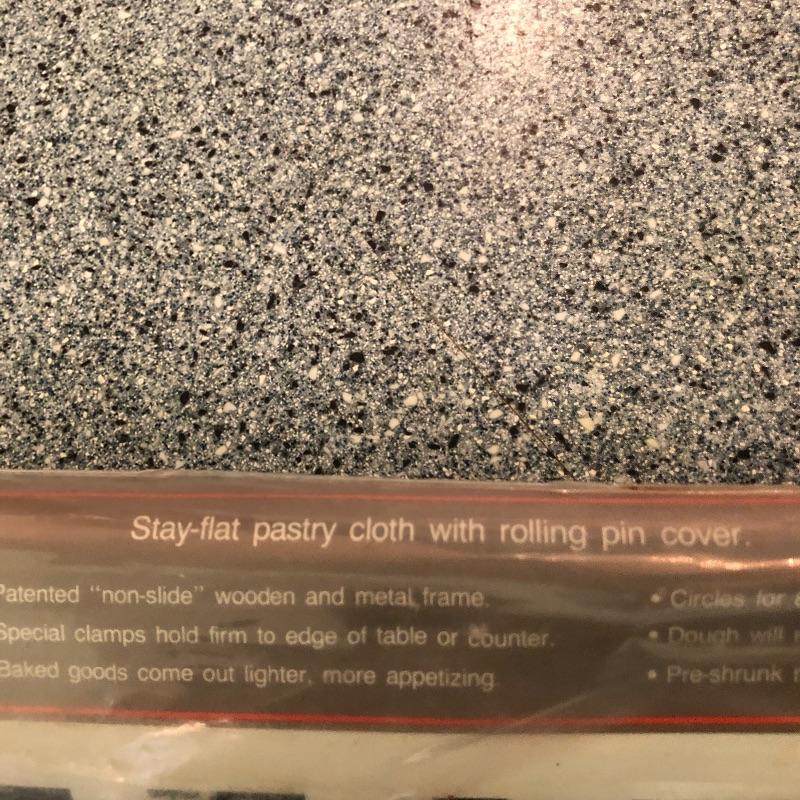 Stay-flat pastry cloth with rolling pin cover.
Patented “non-slide” wooden and metal frame.
Special clamps hold firm to edge of table or counter.
Baked goods come out lighter, more appetizing.
• Circles for
• Dough will
• Pre-shrunk